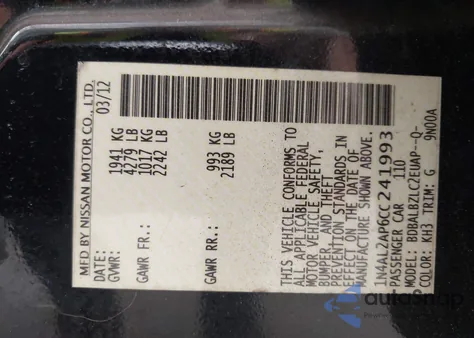 MFD BY NISSAN MOTOR CO., LTD.
DATE: 03/12
GVWR: 1941 KG
4279 LB
GAWR FR.: 1017 KG
2242 LB
GAWR RR.: 993 KG
2189 LB
THIS VEHICLE CONFORMS TO
ALL APPLICABLE FEDERAL
MOTOR VEHICLE SAFETY,
BUMPER, AND THEFT
PREVENTION STANDARDS IN
EFFECT ON THE DATE OF
MANUFACTURE SHOWN ABOVE.
1N4AL2AP6CC241993
PASSENGER CAR 110
MODEL: BDBALBZLC2EUAP--Q-
COLOR: KH3 TRIM: G 9N00A
autoSnap